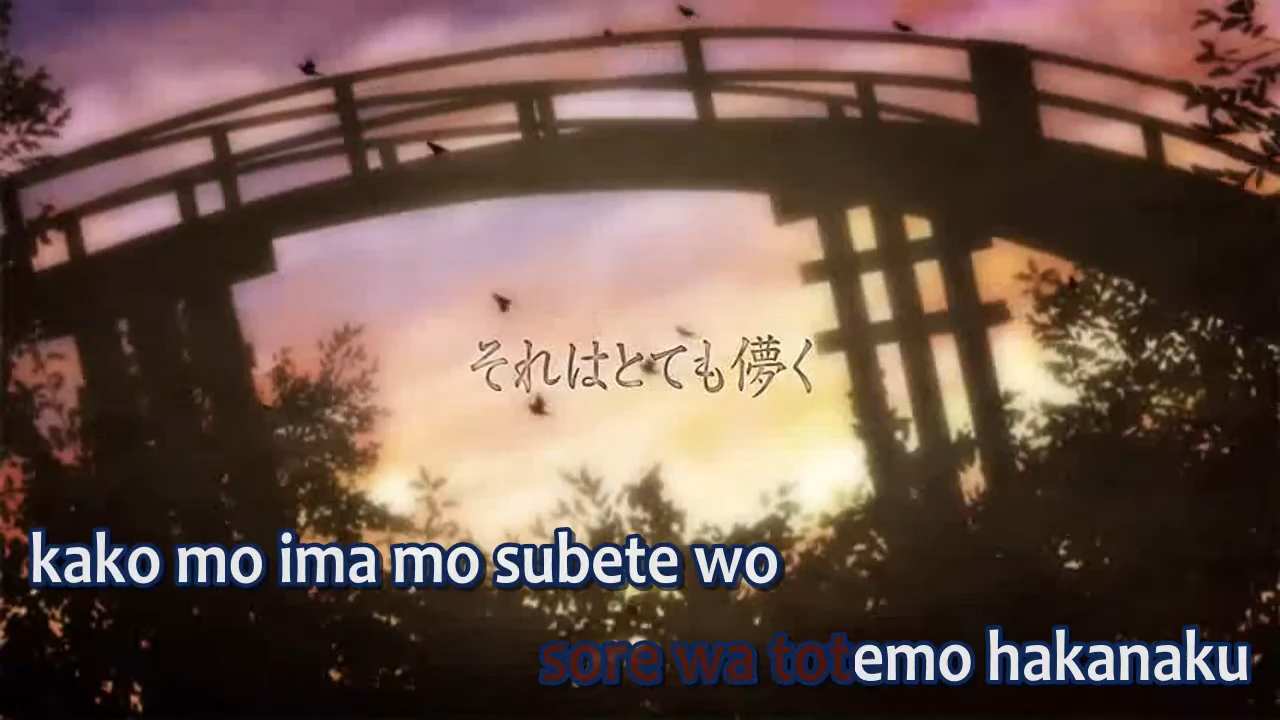 それはとても儚く
kako mo ima mo subete wo
sore wa totemo hakanaku